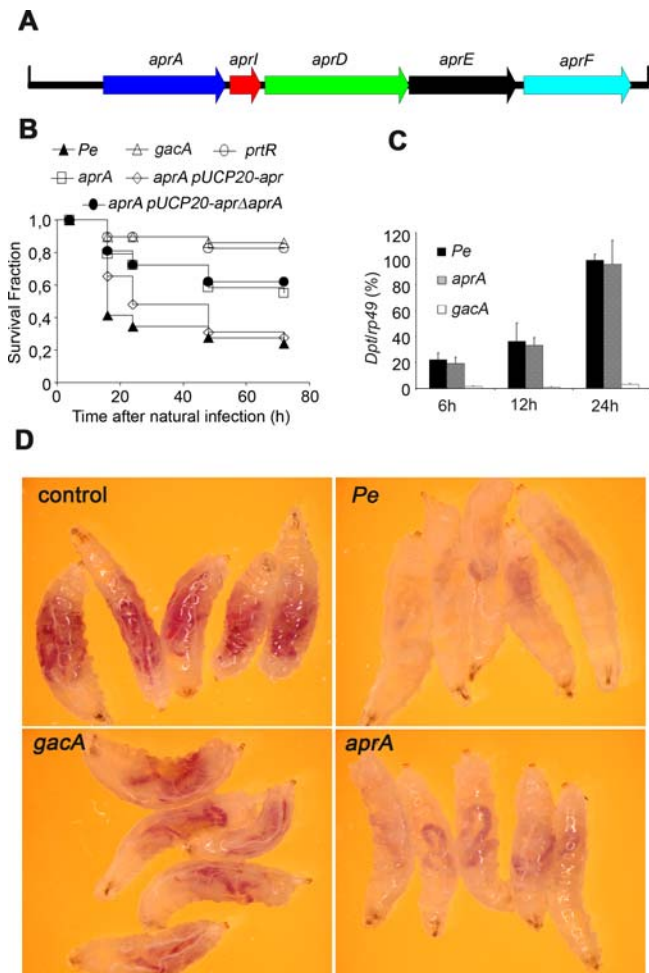 A
aprA aprI aprD aprE aprF
B
Pe gacA prtR
aprA aprA pUCP20-apr
aprA pUCP20-aprΔaprA
Survival Fraction
1,0
0,8
0,6
0,4
0,2
0
0 20 40 60 80
Time after natural infection (h)
C
Dpt/rp49 (%)
120
100
80
60
40
20
0
Pe
aprA
gacA
6h 12h 24h
D
control Pe
gacA aprA